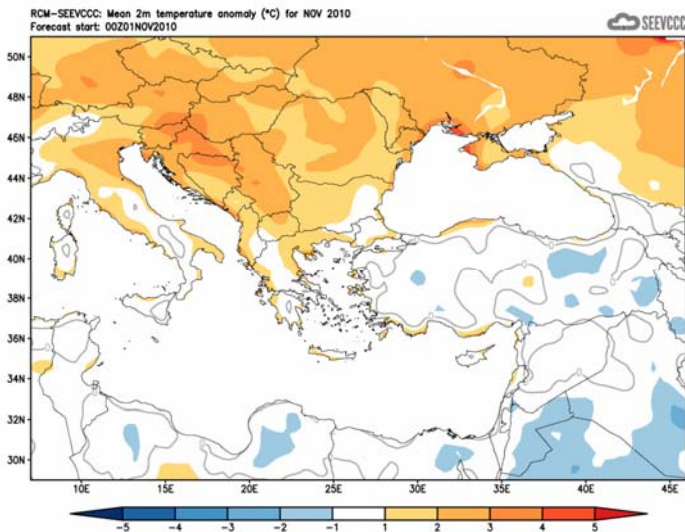 RCM-SEEVCCC: Mean 2m temperature anomaly (°C) for NOV 2010
Forecast start: 00Z01NOV2010
SEEVCCC
50N
48N
46N
44N
42N
40N
38N
36N
34N
32N
30N
10E
15E
20E
25E
30E
35E
40E
45E
-5
-4
-3
-2
-1
1
2
3
4
5